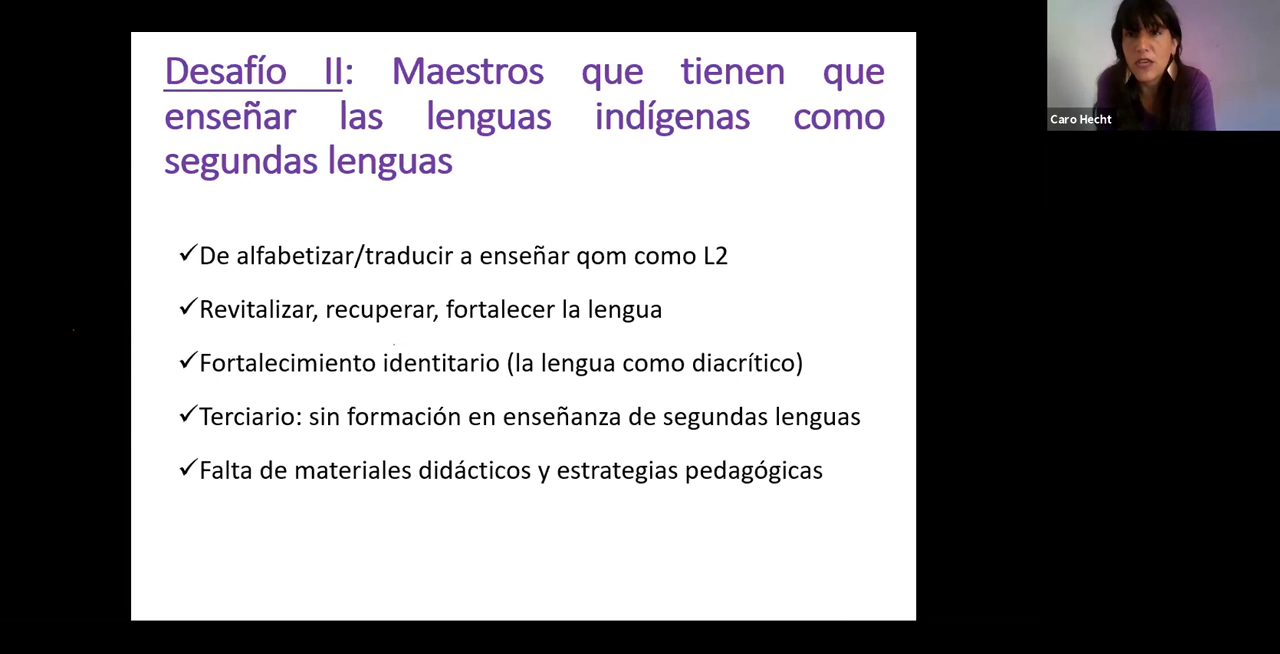 Desafío II: Maestros que tienen que
enseñar las lenguas indígenas como
segundas lenguas
✓De alfabetizar/traducir a enseñar qom como L2
✓Revitalizar, recuperar, fortalecer la lengua
✓Fortalecimiento identitario (la lengua como diacrítico)
✓Terciario: sin formación en enseñanza de segundas lenguas
✓Falta de materiales didácticos y estrategias pedagógicas
Caro Hecht